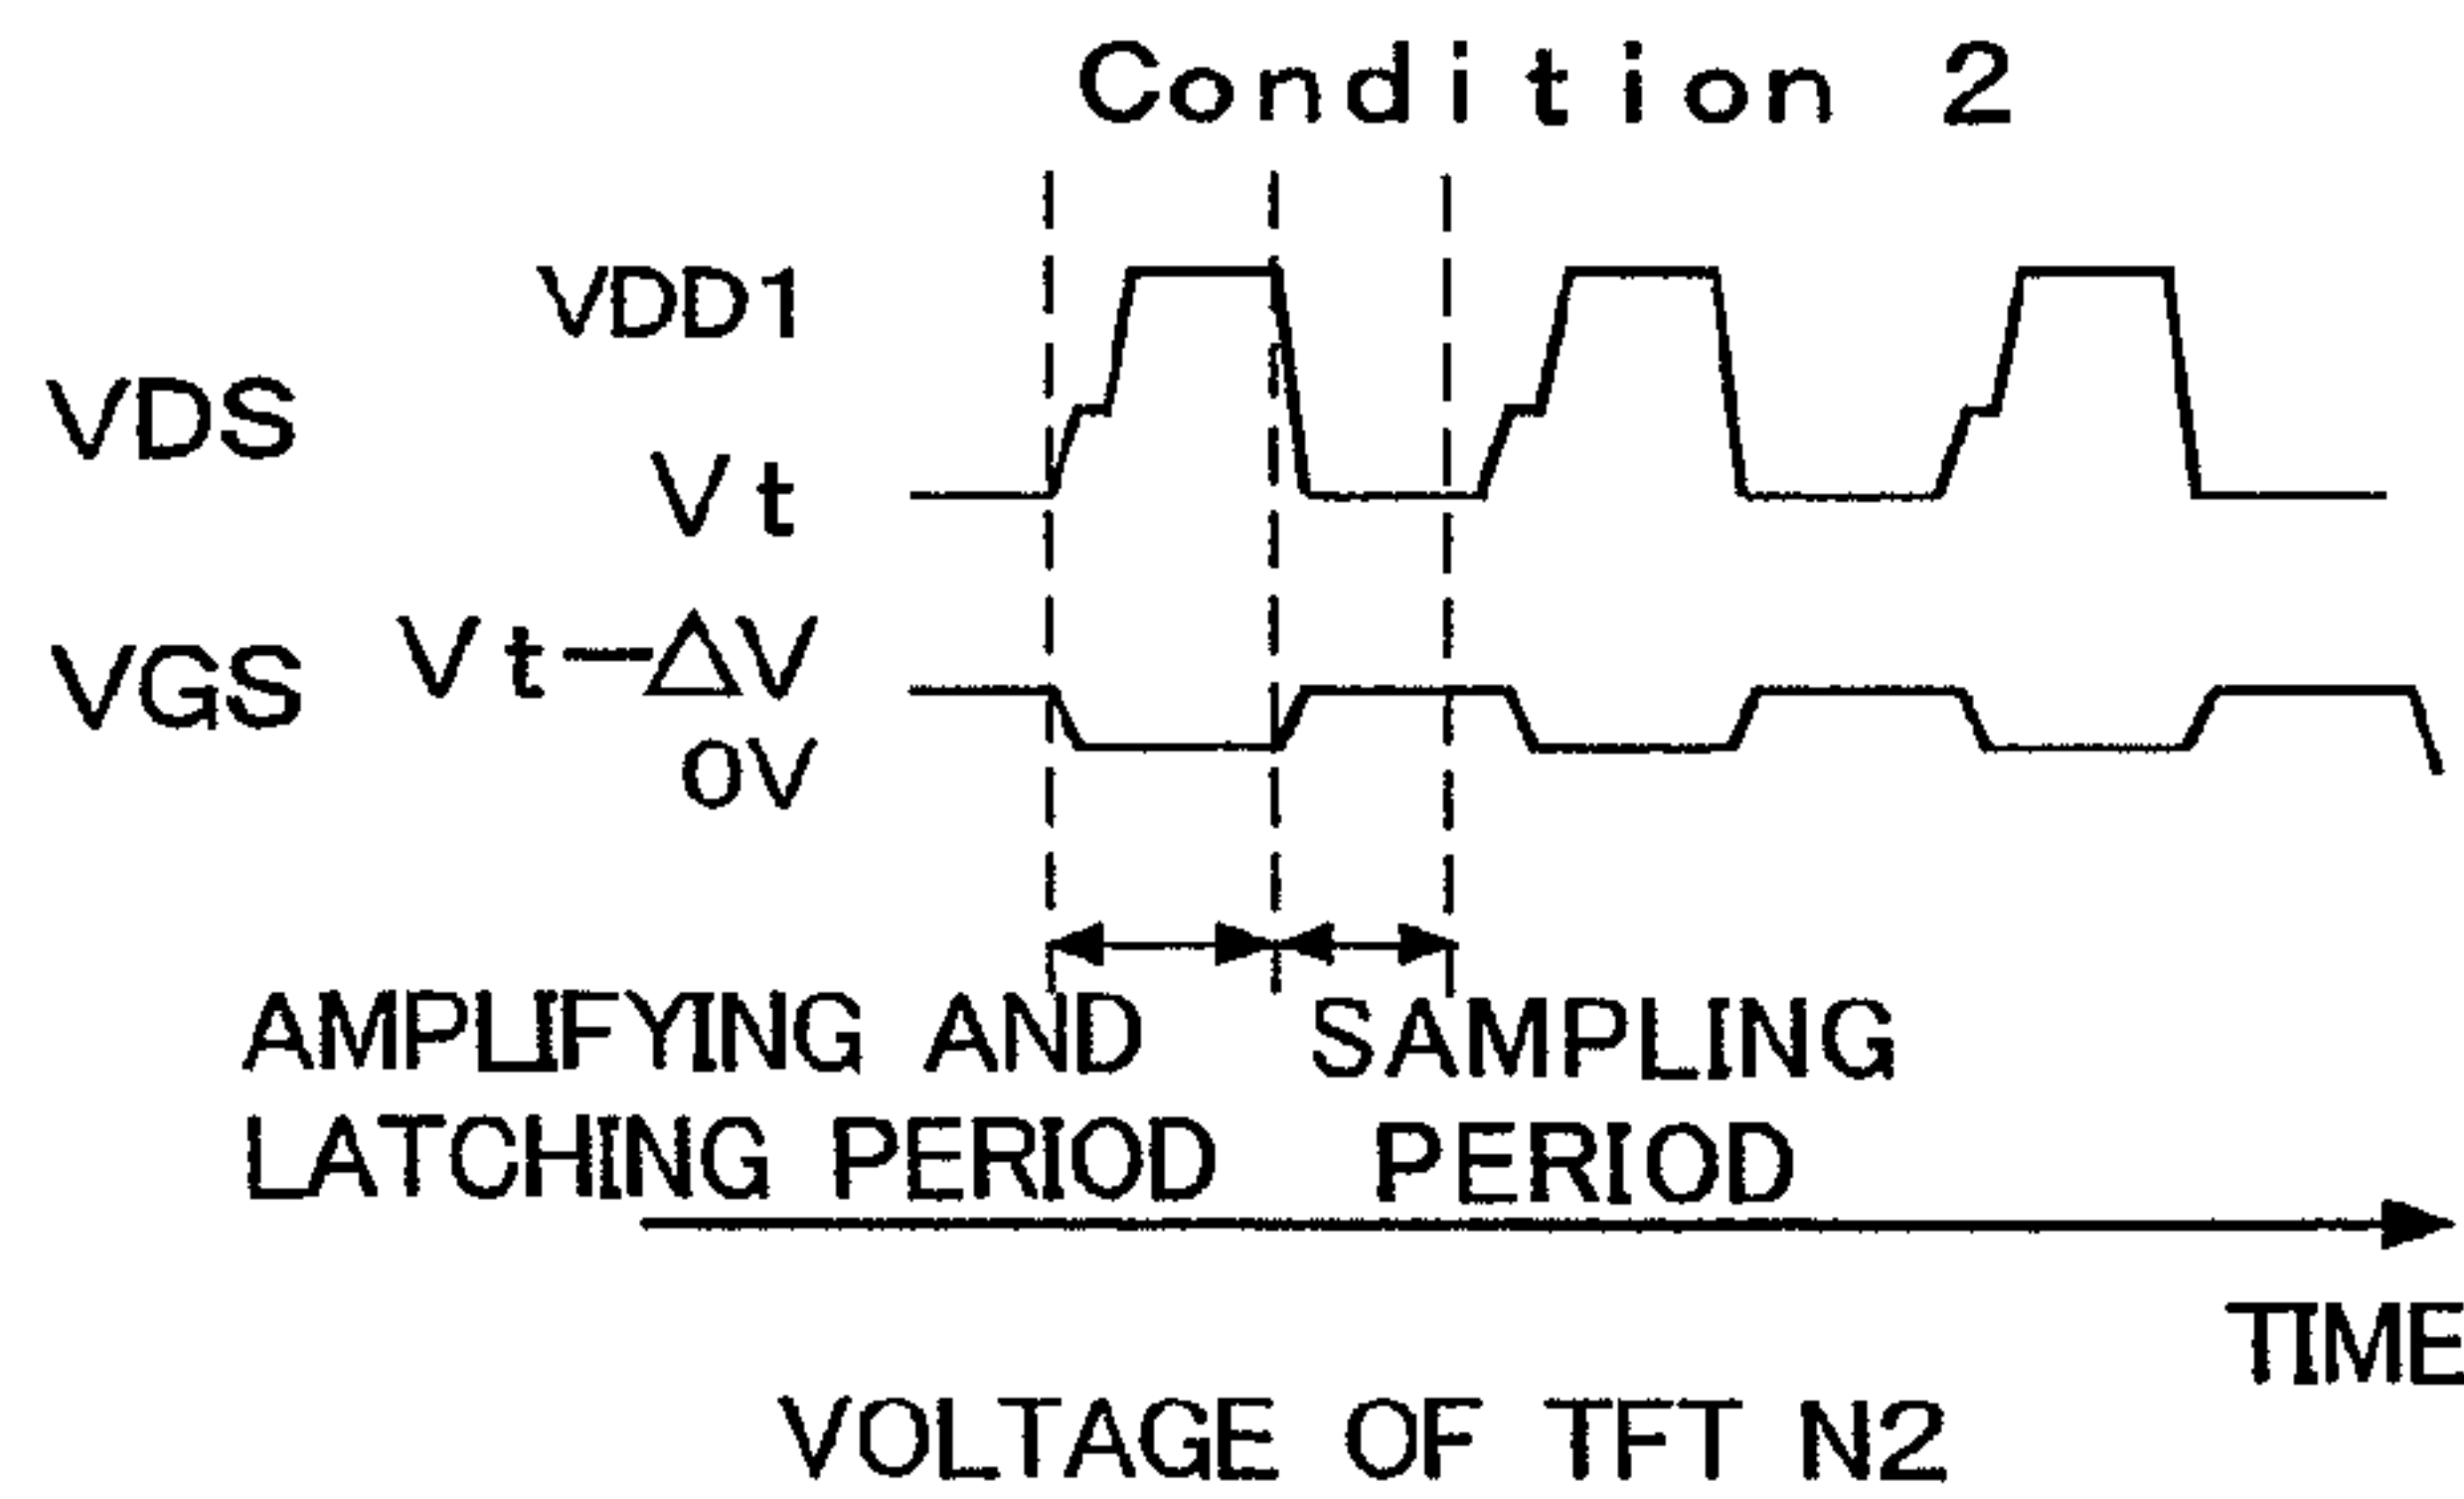 Condition 2
VDD1
VDS
Vt
VGS Vt−△V
0V
AMPLIFYING AND SAMPLING
LATCHING PERIOD PERIOD
TIME
VOLTAGE OF TFT N2